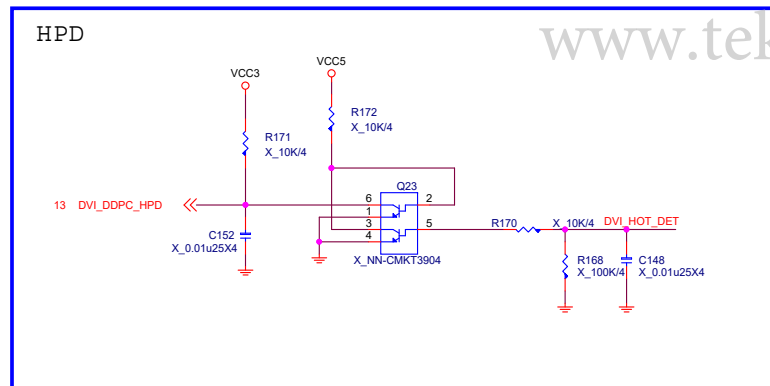 HPD
www.tek
VCC3
VCC5
R172
X_10K/4
R171
X_10K/4
Q23
13 DVI_DDPC_HPD
6
2
1
3
5
4
R170
X_10K/4
DVI_HOT_DET
C152
X_0.01u25X4
X_NN-CMKT3904
R168
X_100K/4
C148
X_0.01u25X4